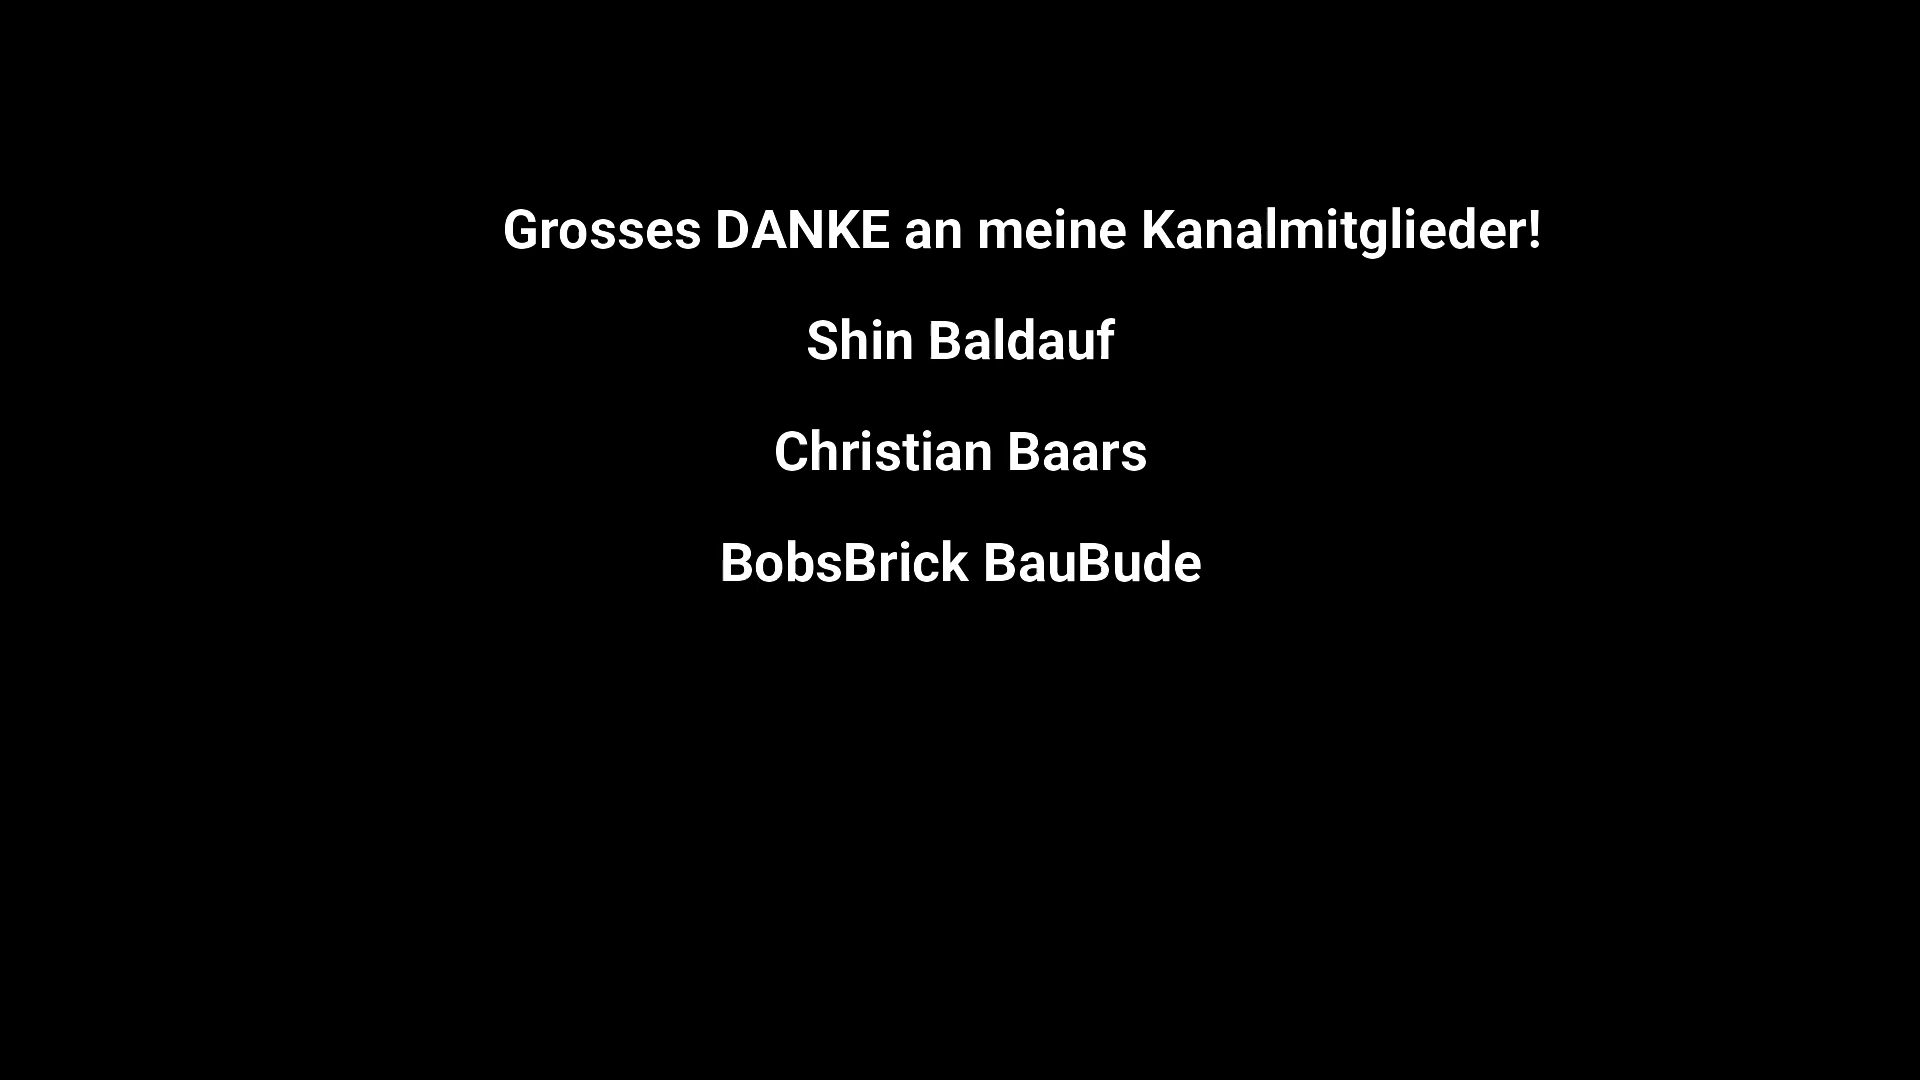 Grosses DANKE an meine Kanalmitglieder!
Shin Baldauf
Christian Baars
BobsBrick BauBude